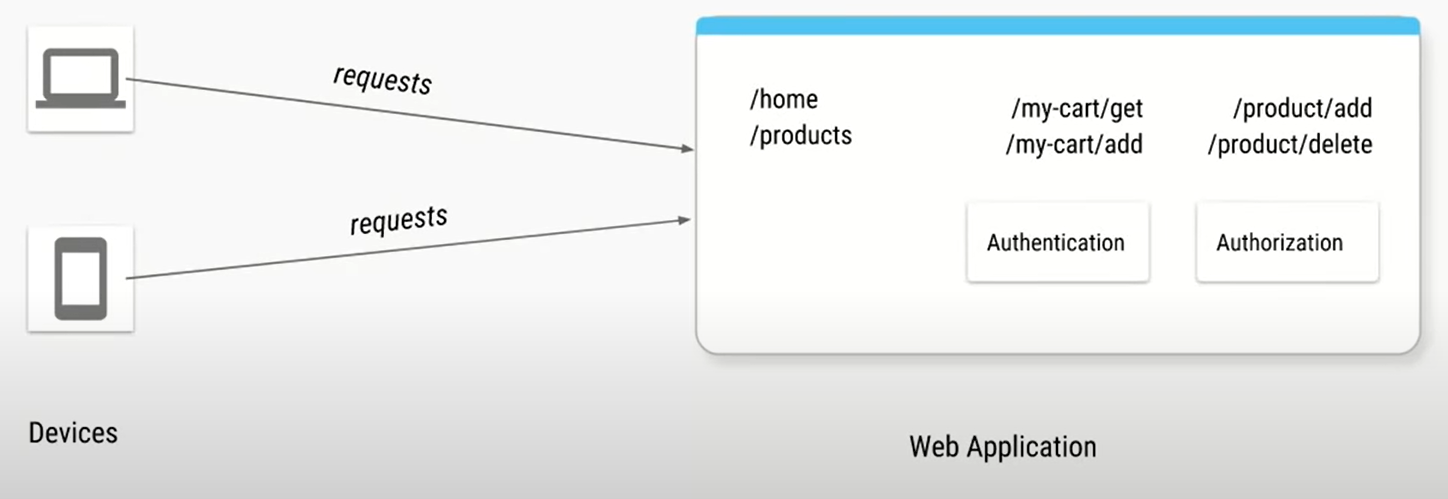 requests
requests
/home
/products
/my-cart/get
/my-cart/add
/product/add
/product/delete
Authentication
Authorization
Devices
Web Application